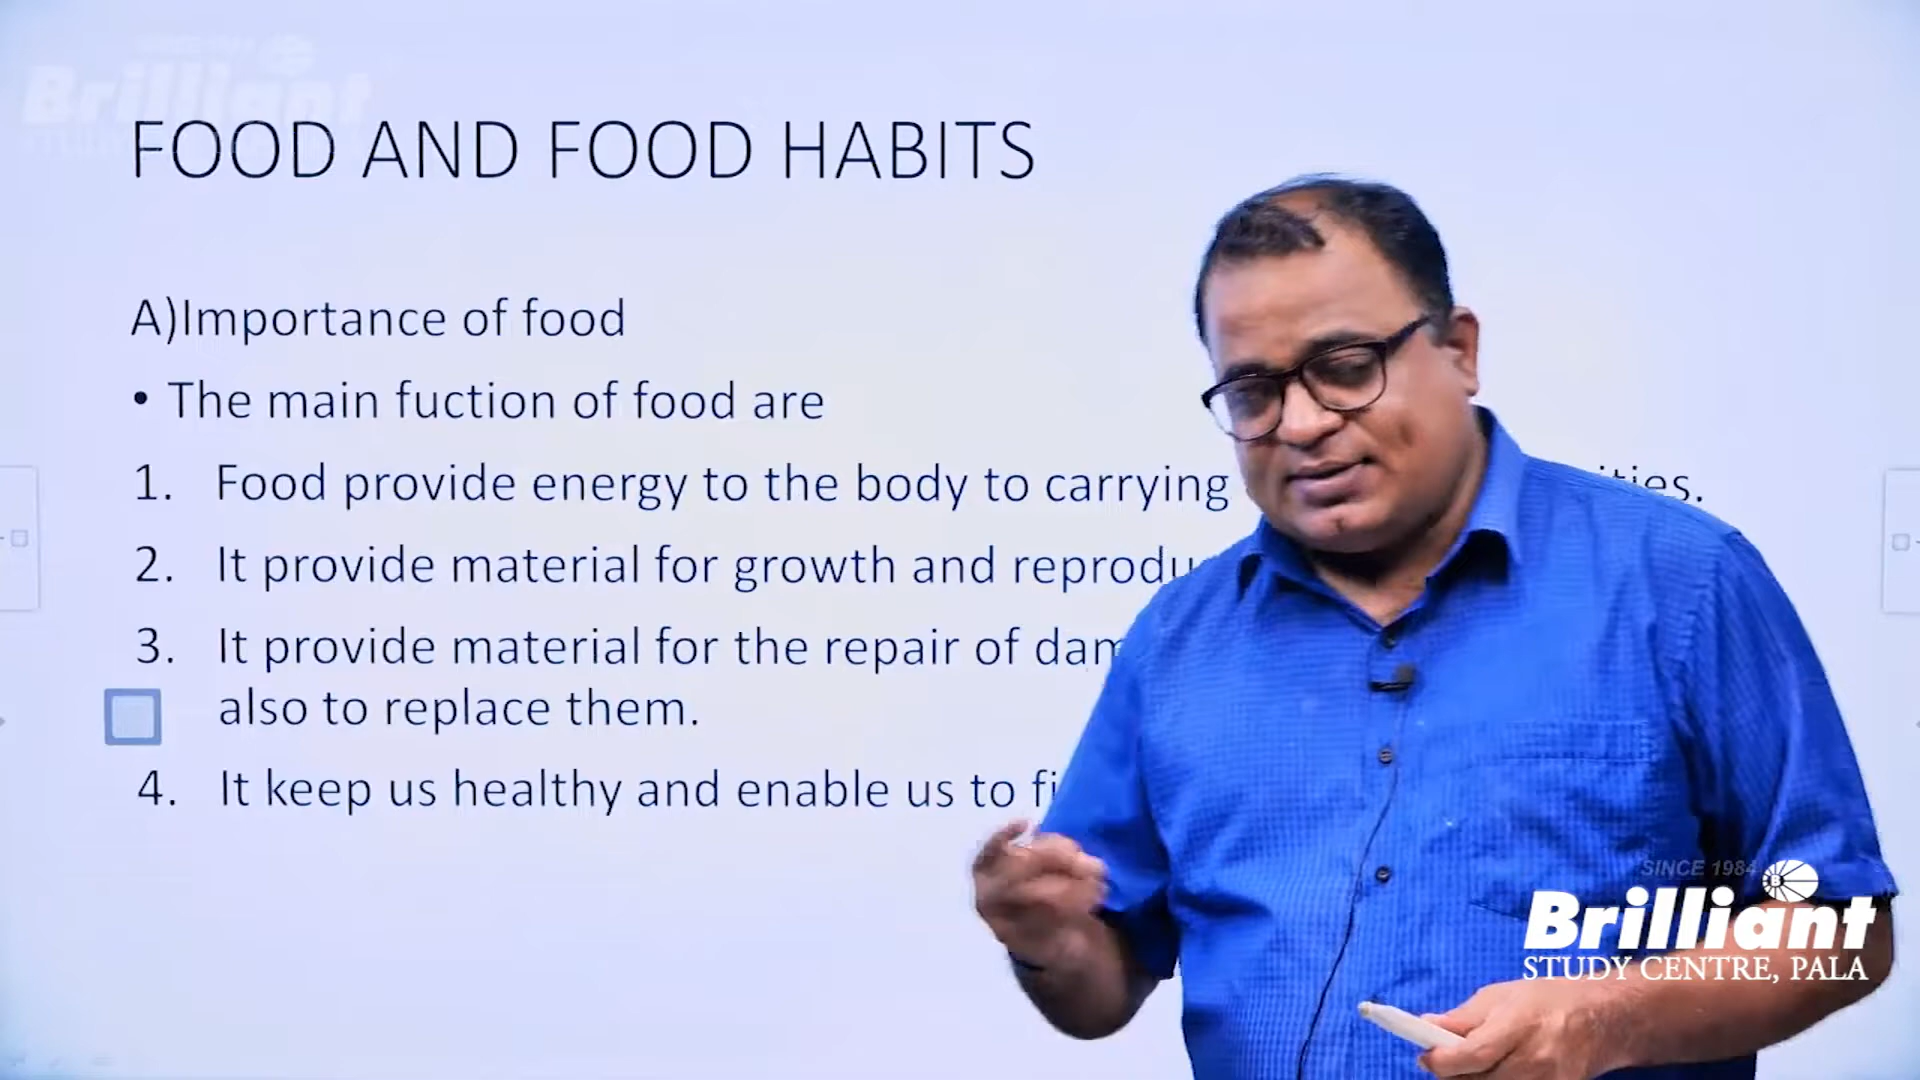 FOOD AND FOOD HABITS
A)Importance of food
• The main fuction of food are
1. Food provide energy to the body to carrying
2. It provide material for growth and
3. It provide material for the repair of
also to replace them.
4. It keep us healthy and enable us to
SINCE 1984
Brilliant
STUDY CENTRE, PALA
Brilliant